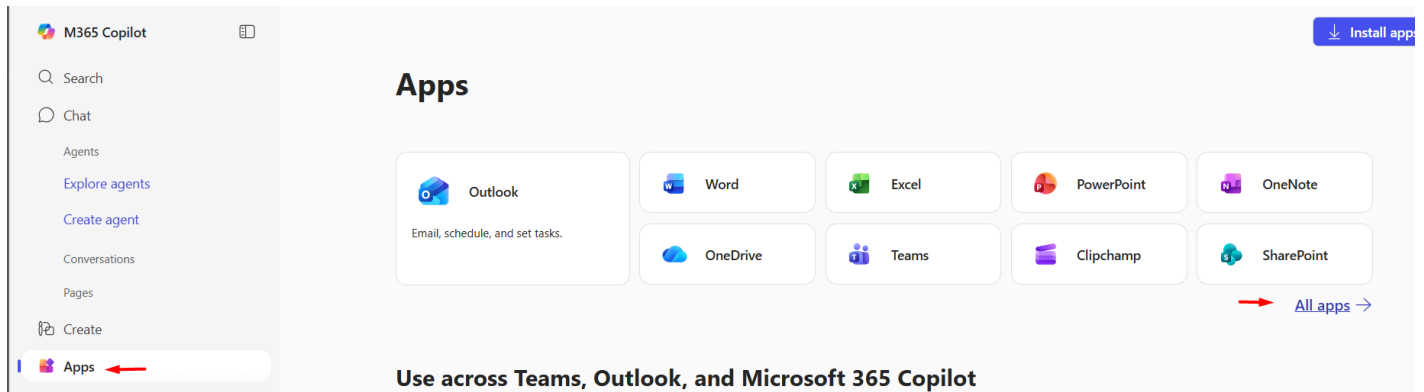 M365 Copilot
Search
Chat
Agents
Explore agents
Create agent
Conversations
Pages
Create
Apps
Install apps
Apps
Outlook
Email, schedule, and set tasks.
Word
Excel
PowerPoint
OneNote
OneDrive
Teams
Clipchamp
SharePoint
All apps
Use across Teams, Outlook, and Microsoft 365 Copilot